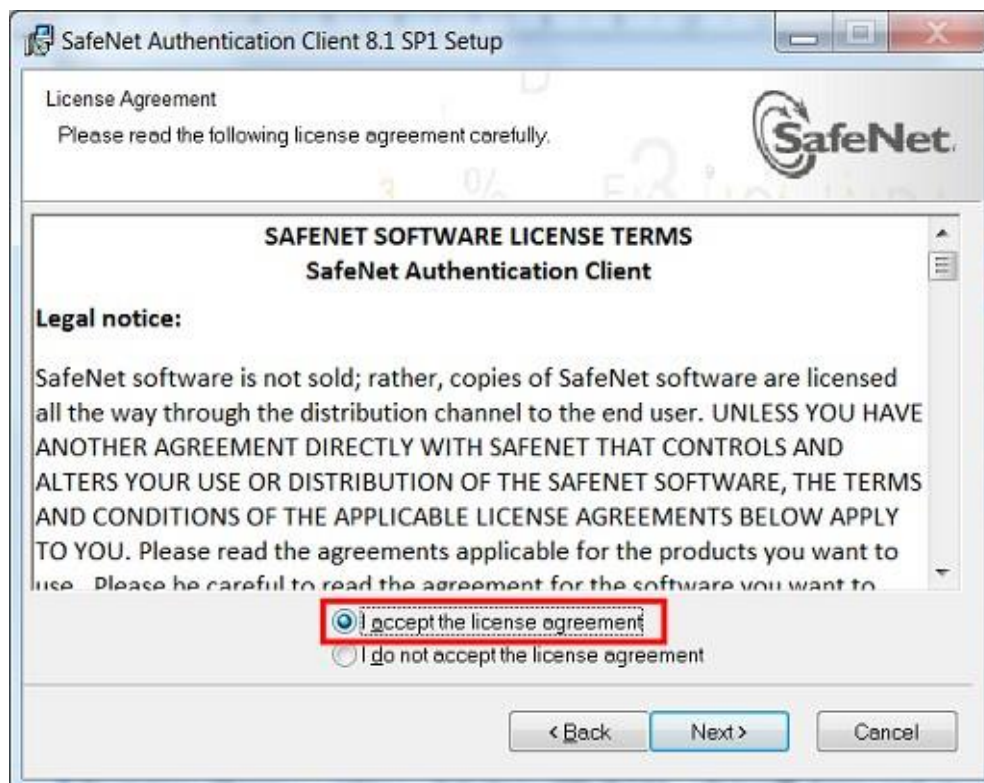 SafeNet Authentication Client 8.1 SP1 Setup
License Agreement
Please read the following license agreement carefully.
SafeNet.
SAFENET SOFTWARE LICENSE TERMS
SafeNet Authentication Client
Legal notice:
SafeNet software is not sold; rather, copies of SafeNet software are licensed
all the way through the distribution channel to the end user. UNLESS YOU HAVE
ANOTHER AGREEMENT DIRECTLY WITH SAFENET THAT CONTROLS AND
ALTERS YOUR USE OR DISTRIBUTION OF THE SAFENET SOFTWARE, THE TERMS
AND CONDITIONS OF THE APPLICABLE LICENSE AGREEMENTS BELOW APPLY
TO YOU. Please read the agreements applicable for the products you want to
use. Please be careful to read the agreement for the software you want to
I accept the license agreement
I do not accept the license agreement
< Back
Next >
Cancel